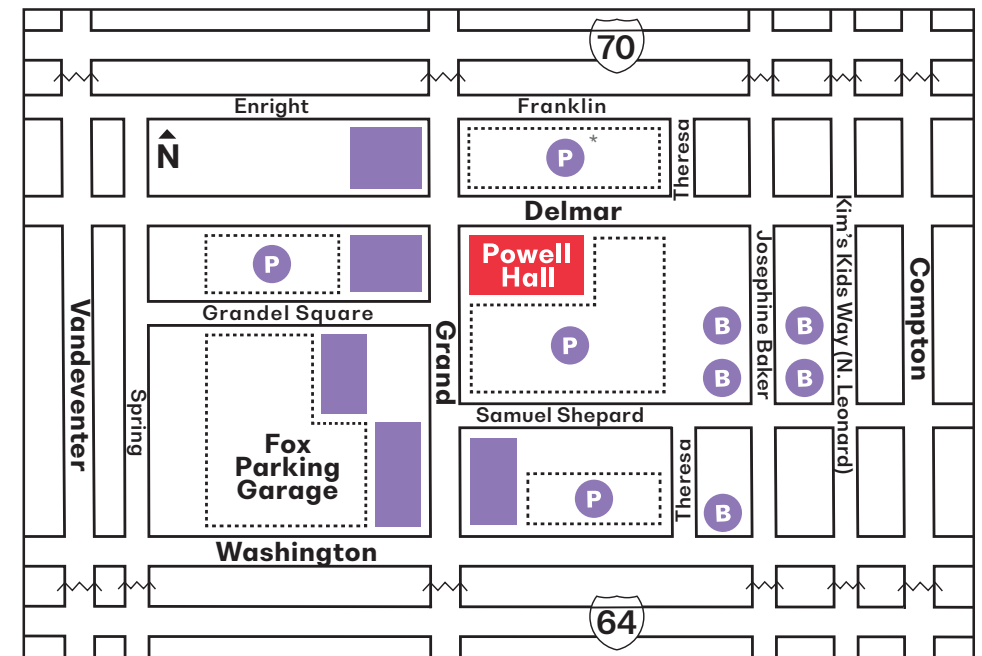 70
Enright
Franklin
N
P
*
Theresa
Delmar
P
Powell
Hall
Grandel Square
P
B
B
B
B
Josephine Baker
Kim's Kids Way (N. Leonard)
Compton
Vandeventer
Spring
Grand
Samuel Shepard
Fox
Parking
Garage
P
Theresa
B
Washington
64